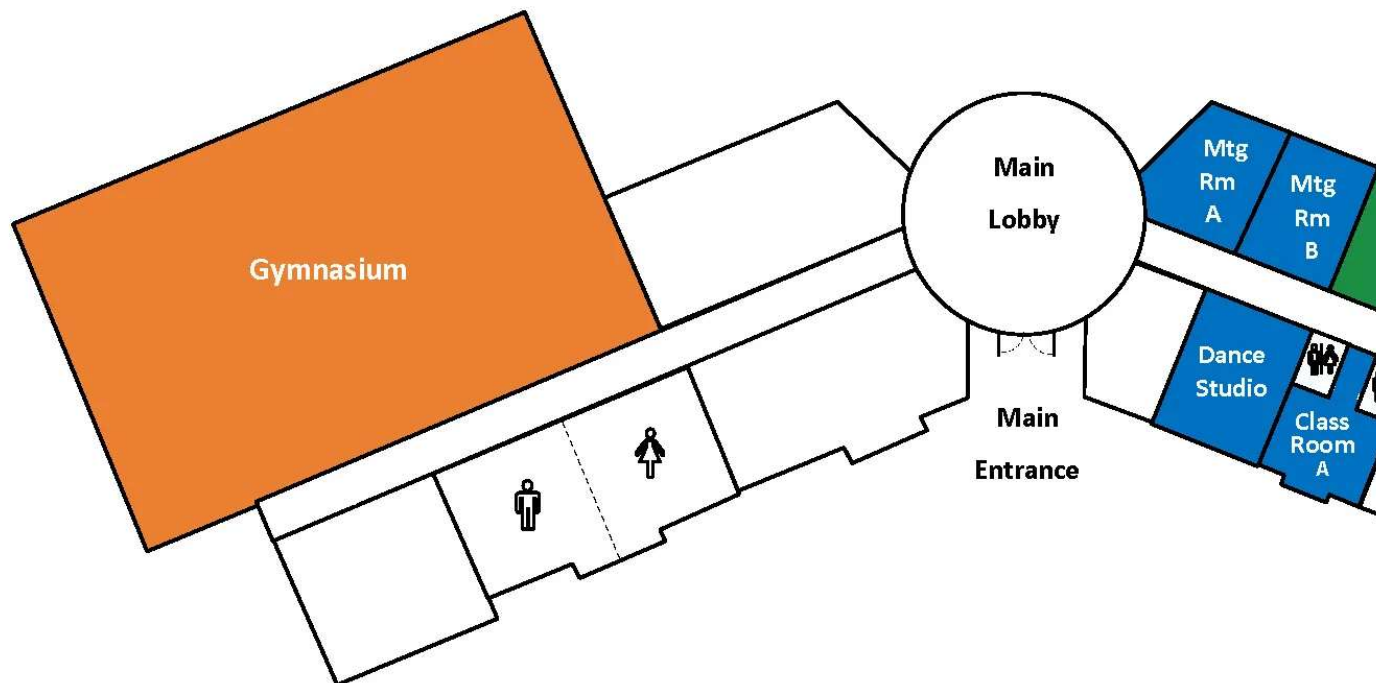 Gymnasium
Main
Lobby
Main
Entrance
Mtg
Rm
A
Mtg
Rm
B
Dance
Studio
Class
Room
A